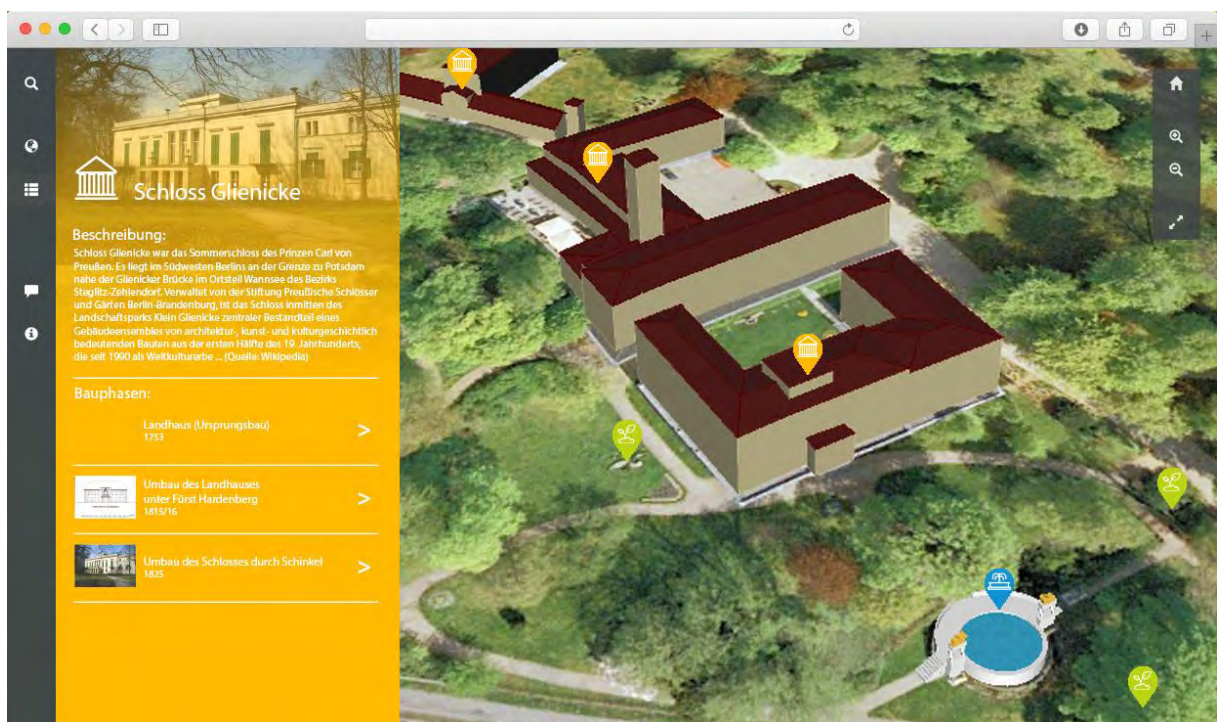 Schloss Glienicke
Beschreibung:
Schloss Glienicke war das Sommerschloss des Prinzen Carl von
Preußen. Es liegt im Südwesten Berlins an der Grenze zu Potsdam
nahe der Glienicker Brücke im Ortsteil Wannsee des Bezirks
Steglitz-Zehlendorf. Verwaltet von der Stiftung Preußische Schlösser
und Gärten Berlin-Brandenburg, ist das Schloss inmitten des
Landschaftsparks Klein Glienicke zentraler Bestandteil eines
Gebäudeensembles von architektur-, kunst- und kulturgeschichtlich
bedeutenden Bauten aus der ersten Hälfte des 19. Jahrhunderts,
die seit 1990 als Weltkulturerbe ... (Quelle: Wikipedia)
Bauphasen:
Landhaus (Ursprungsbau)
1753
Umbau des Landhauses
unter Fürst Hardenberg
1815/16
Umbau des Schlosses durch Schinkel
1825